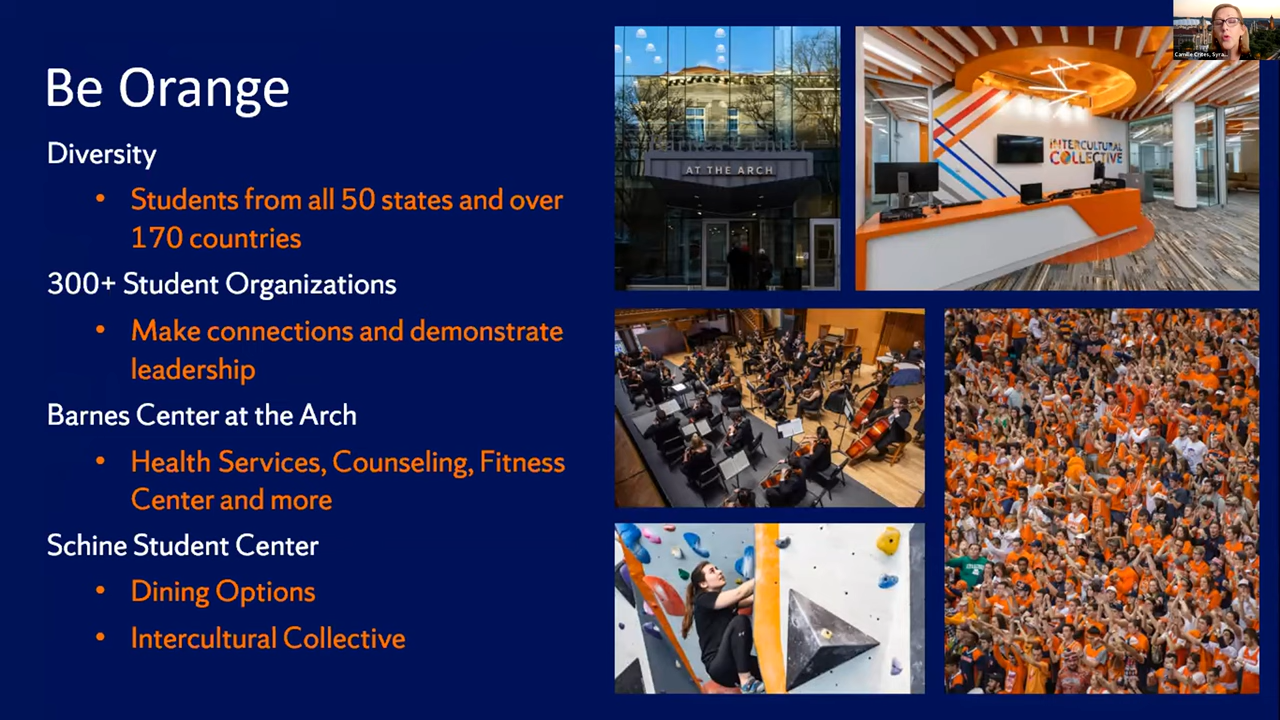 Be Orange
Diversity
• Students from all 50 states and over
170 countries
300+ Student Organizations
• Make connections and demonstrate
leadership
Barnes Center at the Arch
• Health Services, Counseling, Fitness
Center and more
Schine Student Center
• Dining Options
• Intercultural Collective
AT THE ARCH
INTERCULTURAL
COLLECTIVE